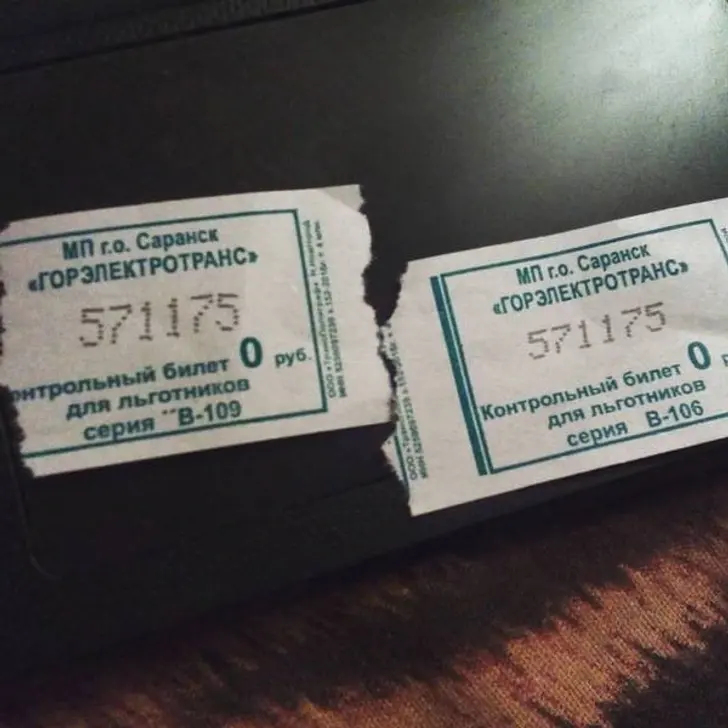 МП г.о. Саранск
«ГОРЭЛЕКТРОТРАНС»
571175
онтрольный билет 0 руб.
для льготников
серия В-109
МП г.о. Саранск
«ГОРЭЛЕКТРОТРАНС»
571175
Контрольный билет 0
для льготников
серия В-106